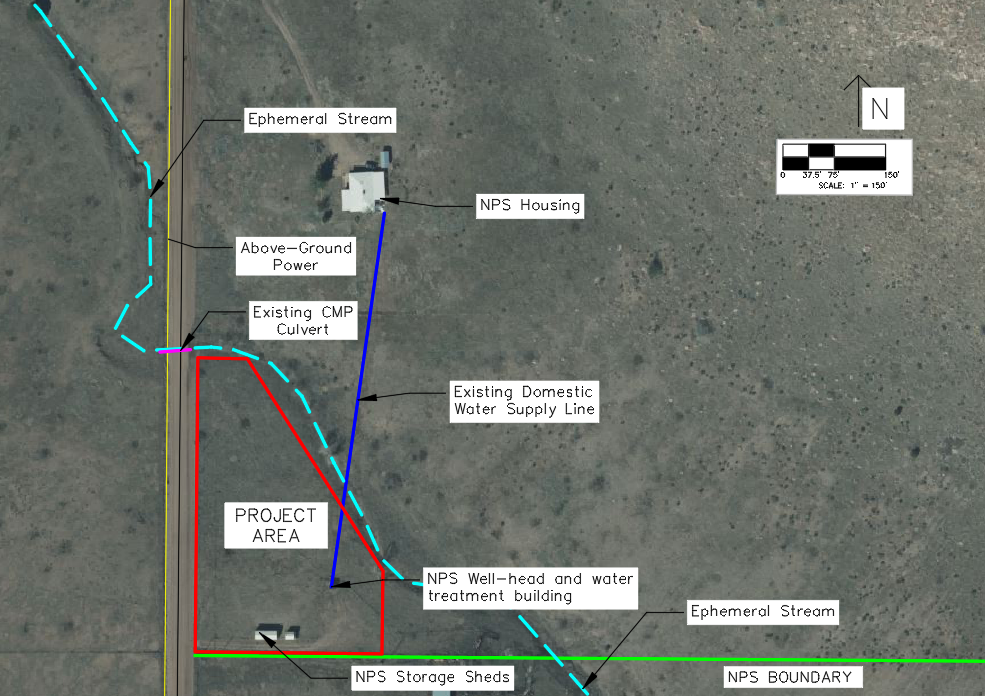 Ephemeral Stream
N
0 37.5' 75' 150'
SCALE: 1" = 150'
NPS Housing
Above-Ground
Power
Existing CMP
Culvert
Existing Domestic
Water Supply Line
PROJECT
AREA
NPS Well-head and water
treatment building
Ephemeral Stream
NPS Storage Sheds
NPS BOUNDARY